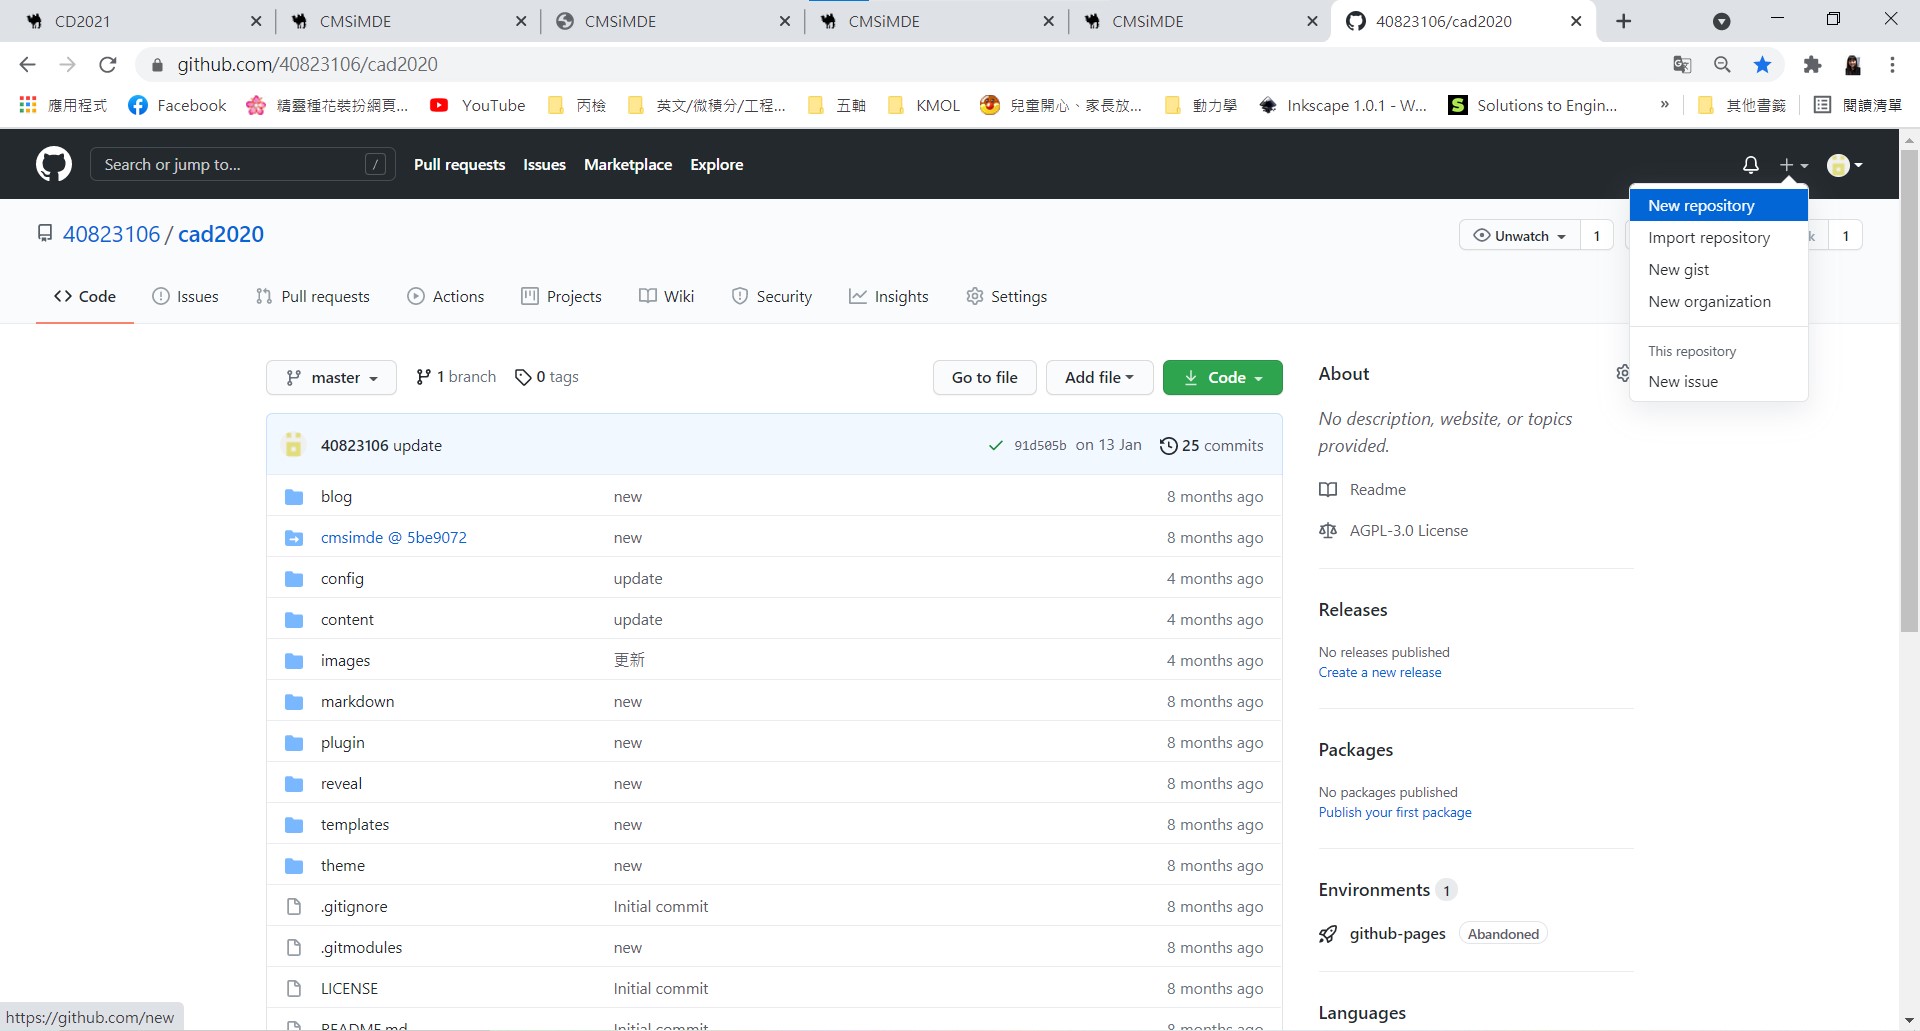 CD2021
CMSiMDE
CMSiMDE
CMSiMDE
CMSiMDE
40823106/cad2020
github.com/40823106/cad2020
應用程式
Facebook
精靈種花裝扮網頁...
YouTube
丙檢
英文/微積分/工程...
五軸
KMOL
兒童開心、家長放...
動力學
Inkscape 1.0.1 - W...
Solutions to Engin...
»
其他書籤
閱讀清單
Search or jump to...
/
Pull requests
Issues
Marketplace
Explore
New repository
Import repository
New gist
New organization
This repository
New issue
40823106 / cad2020
Unwatch
1
k
1
Code
Issues
Pull requests
Actions
Projects
Wiki
Security
Insights
Settings
master
1 branch
0 tags
Go to file
Add file
Code
40823106 update
91d505b on 13 Jan
25 commits
blog new 8 months ago
cmsimde @ 5be9072 new 8 months ago
config update 4 months ago
content update 4 months ago
images 更新 4 months ago
markdown new 8 months ago
plugin new 8 months ago
reveal new 8 months ago
templates new 8 months ago
theme new 8 months ago
.gitignore Initial commit 8 months ago
.gitmodules new 8 months ago
LICENSE Initial commit 8 months ago
README.md Initial commit 8 months ago
About
No description, website, or topics
provided.
Readme
AGPL-3.0 License
Releases
No releases published
Create a new release
Packages
No packages published
Publish your first package
Environments 1
github-pages Abandoned
Languages
https://github.com/new